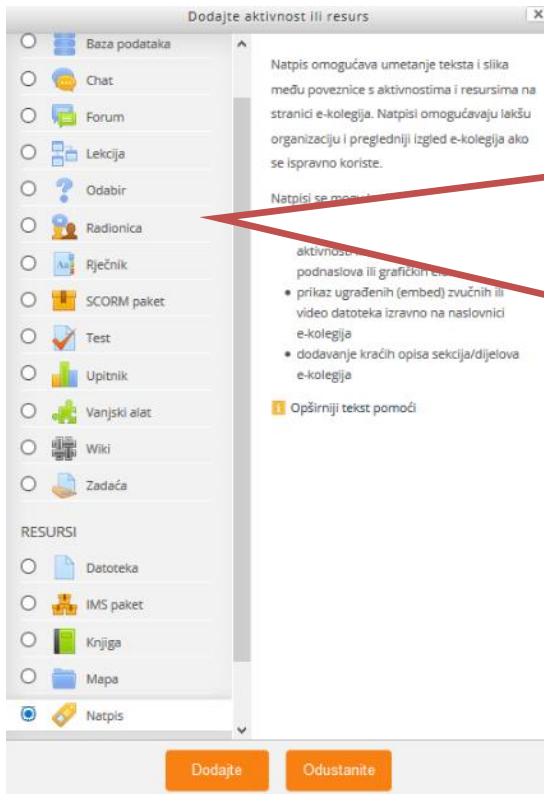 Dodajte aktivnost ili resurs
x
Baza podataka
Chat
Forum
Lekcija
Odabir
Radionica
Rječnik
SCORM paket
Test
Upitnik
Vanjski alat
Wiki
Zadaća
RESURSI
Datoteka
IMS paket
Knjiga
Mapa
Natpis
Natpis omogućava umetanje teksta i slika
među poveznice s aktivnostima i resursima na
stranici e-kolegija. Natpisi omogućavaju lakšu
organizaciju i pregledniji izgled e-kolegija ako
se ispravno koriste.
Natpisi se
aktivnosti
podnaslova ili grafičkih
prikaz ugrađenih (embed) zvučnih ili
video datoteka izravno na naslovnici
e-kolegija
dodavanje kraćih opisa sekcija/dijelova
e-kolegija
Opširniji tekst pomoći
Dodajte
Odustanite